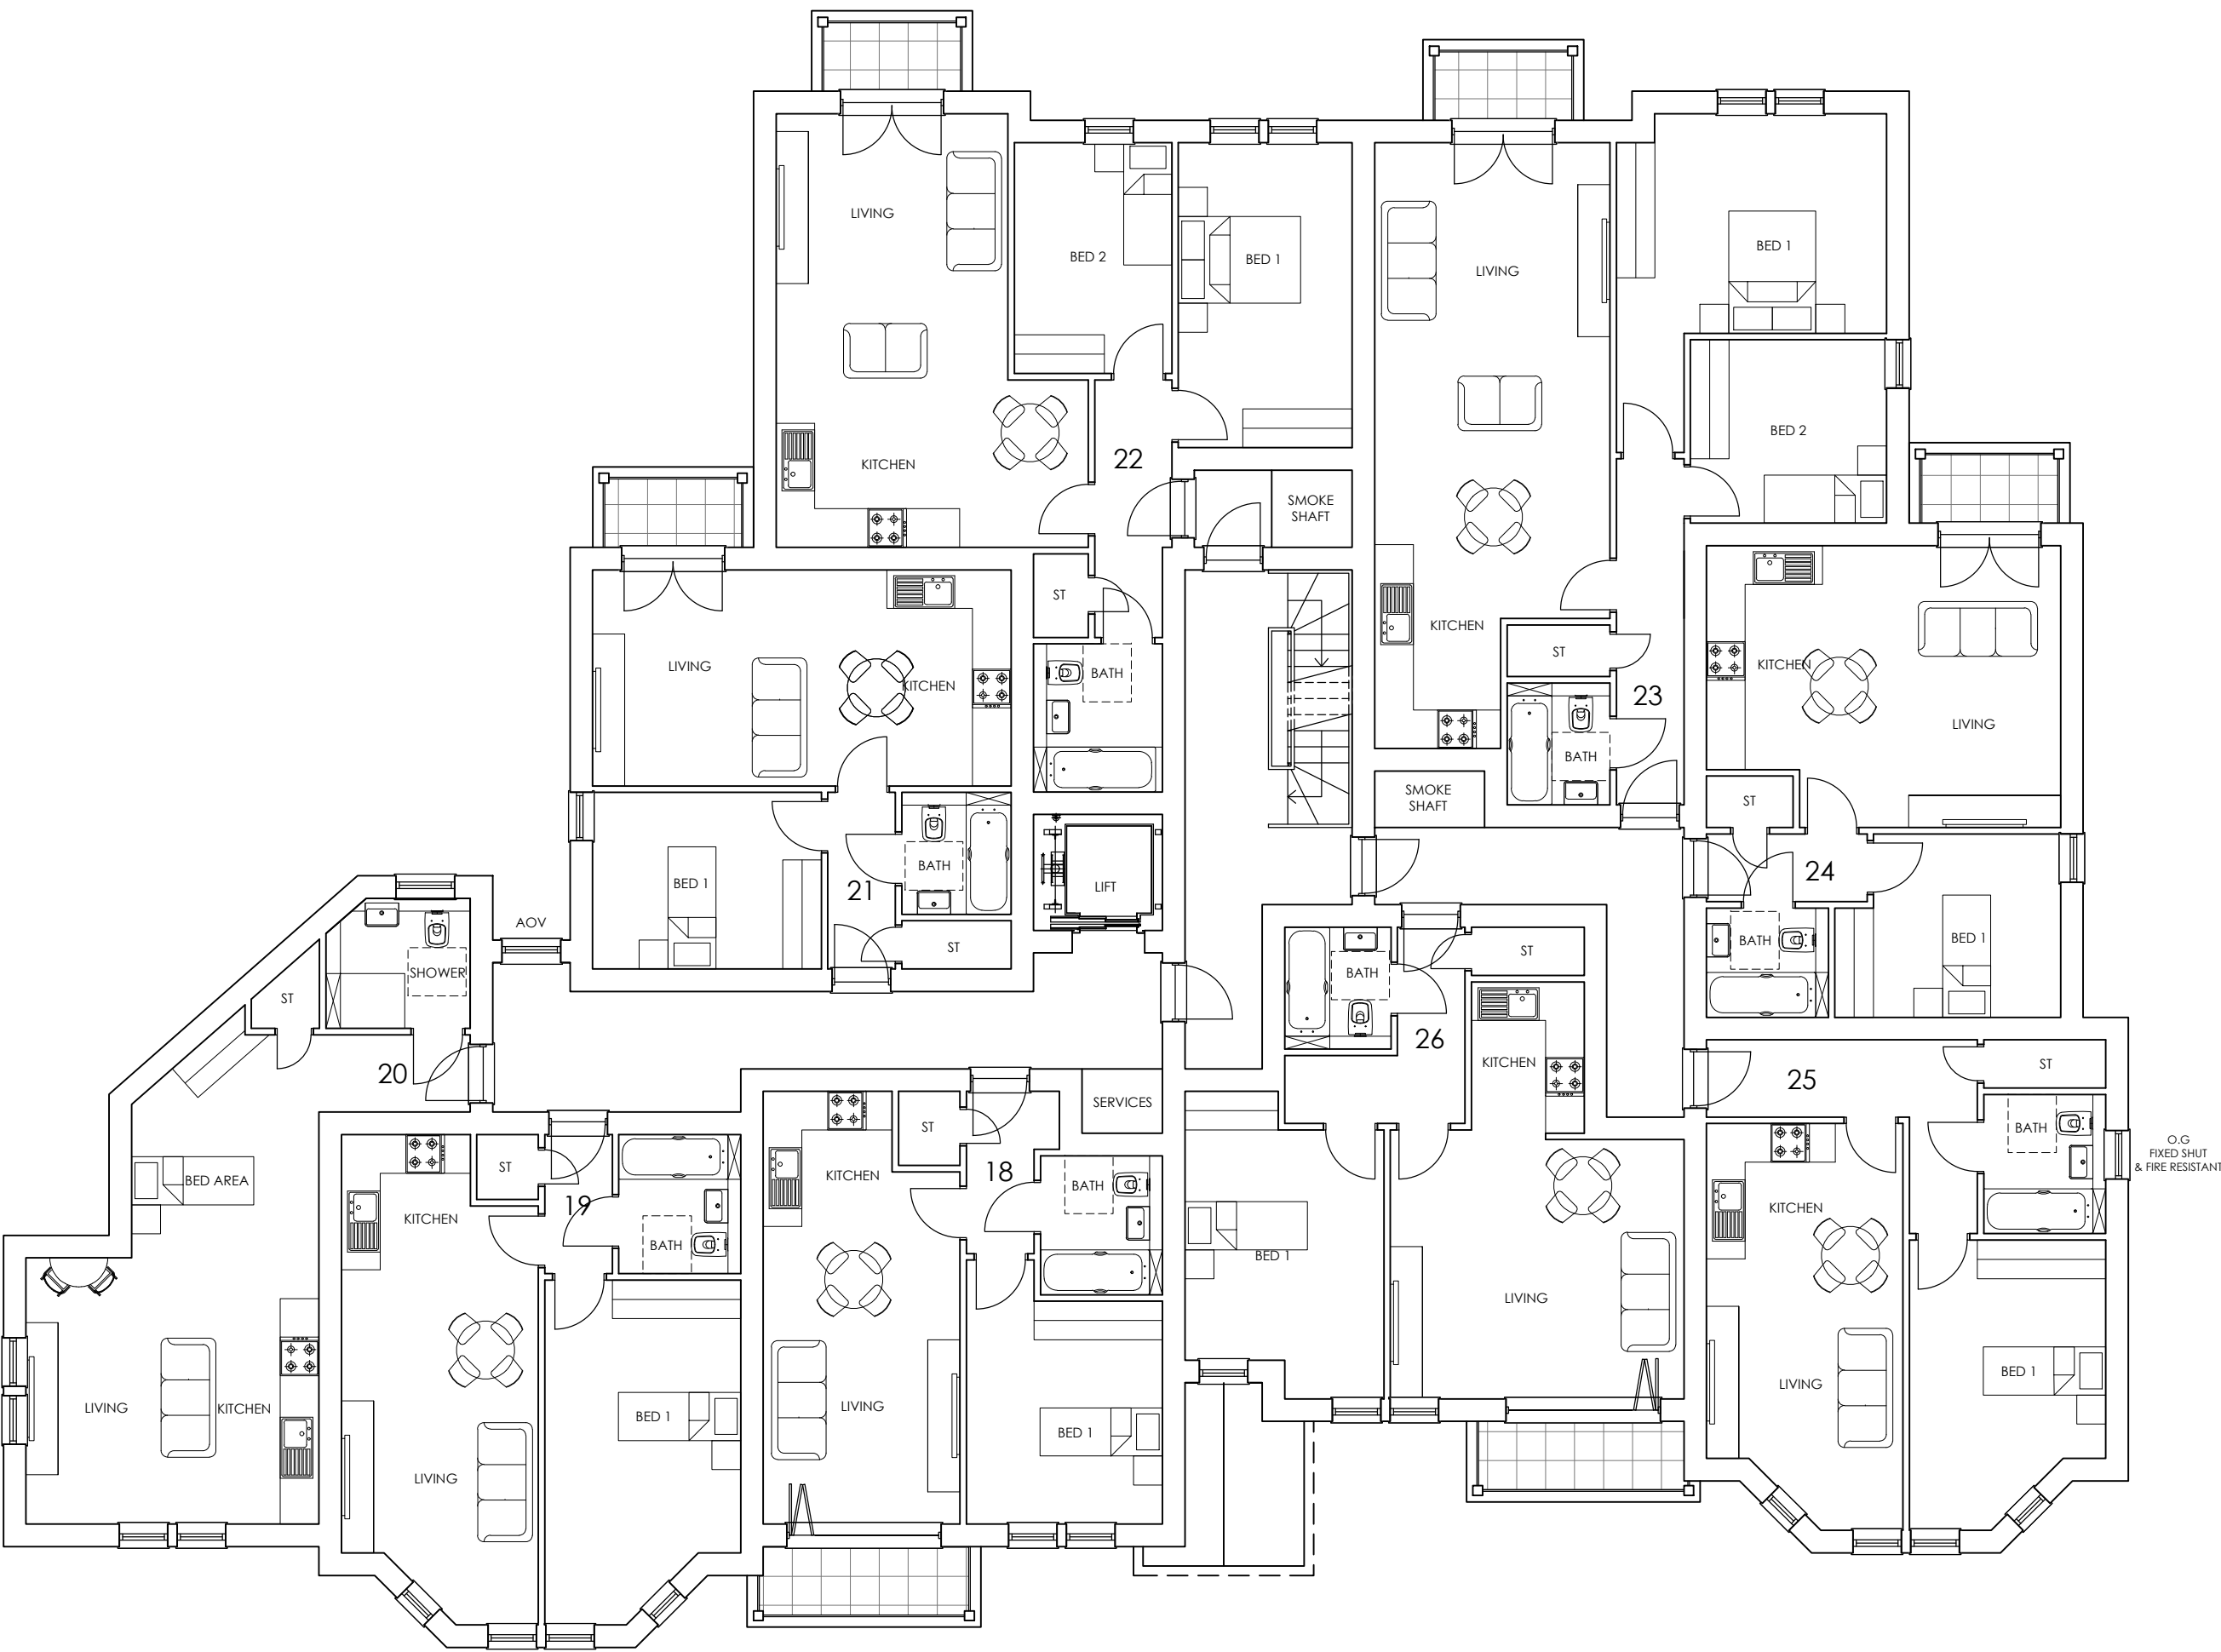 LIVING
BED 2
BED 1
KITCHEN
22
SMOKE
SHAFT
ST
BATH
LIVING
KITCHEN
ST
BATH
23
BED 1
BED 2
SMOKE
SHAFT
LIVING
KITCHEN
BED 1
21
BATH
ST
LIFT
AOV
KITCHEN
LIVING
ST
24
BATH
BED 1
SHOWER
ST
20
BED AREA
LIVING
KITCHEN
ST
19
KITCHEN
BATH
LIVING
BED 1
ST
18
SERVICES
KITCHEN
BATH
LIVING
BED 1
BATH
ST
26
KITCHEN
BED 1
LIVING
25
ST
BATH
KITCHEN
LIVING
BED 1
O.G
FIXED SHUT
& FIRE RESISTANT